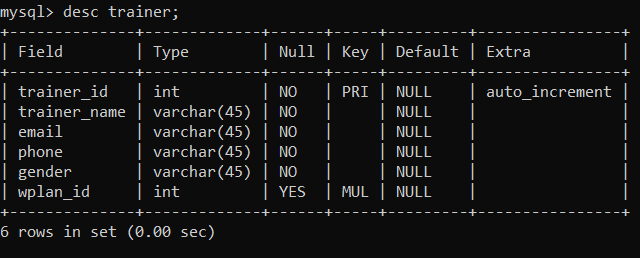 mysql> desc trainer;
+--------------+-------------+------+-----+---------+----------------+
| Field        | Type        | Null | Key | Default | Extra          |
+--------------+-------------+------+-----+---------+----------------+
| trainer_id   | int         | NO   | PRI | NULL    | auto_increment |
| trainer_name | varchar(45) | NO   |     | NULL    |                |
| email        | varchar(45) | NO   |     | NULL    |                |
| phone        | varchar(45) | NO   |     | NULL    |                |
| gender       | varchar(45) | NO   |     | NULL    |                |
| wplan_id     | int         | YES  | MUL | NULL    |                |
+--------------+-------------+------+-----+---------+----------------+
6 rows in set (0.00 sec)